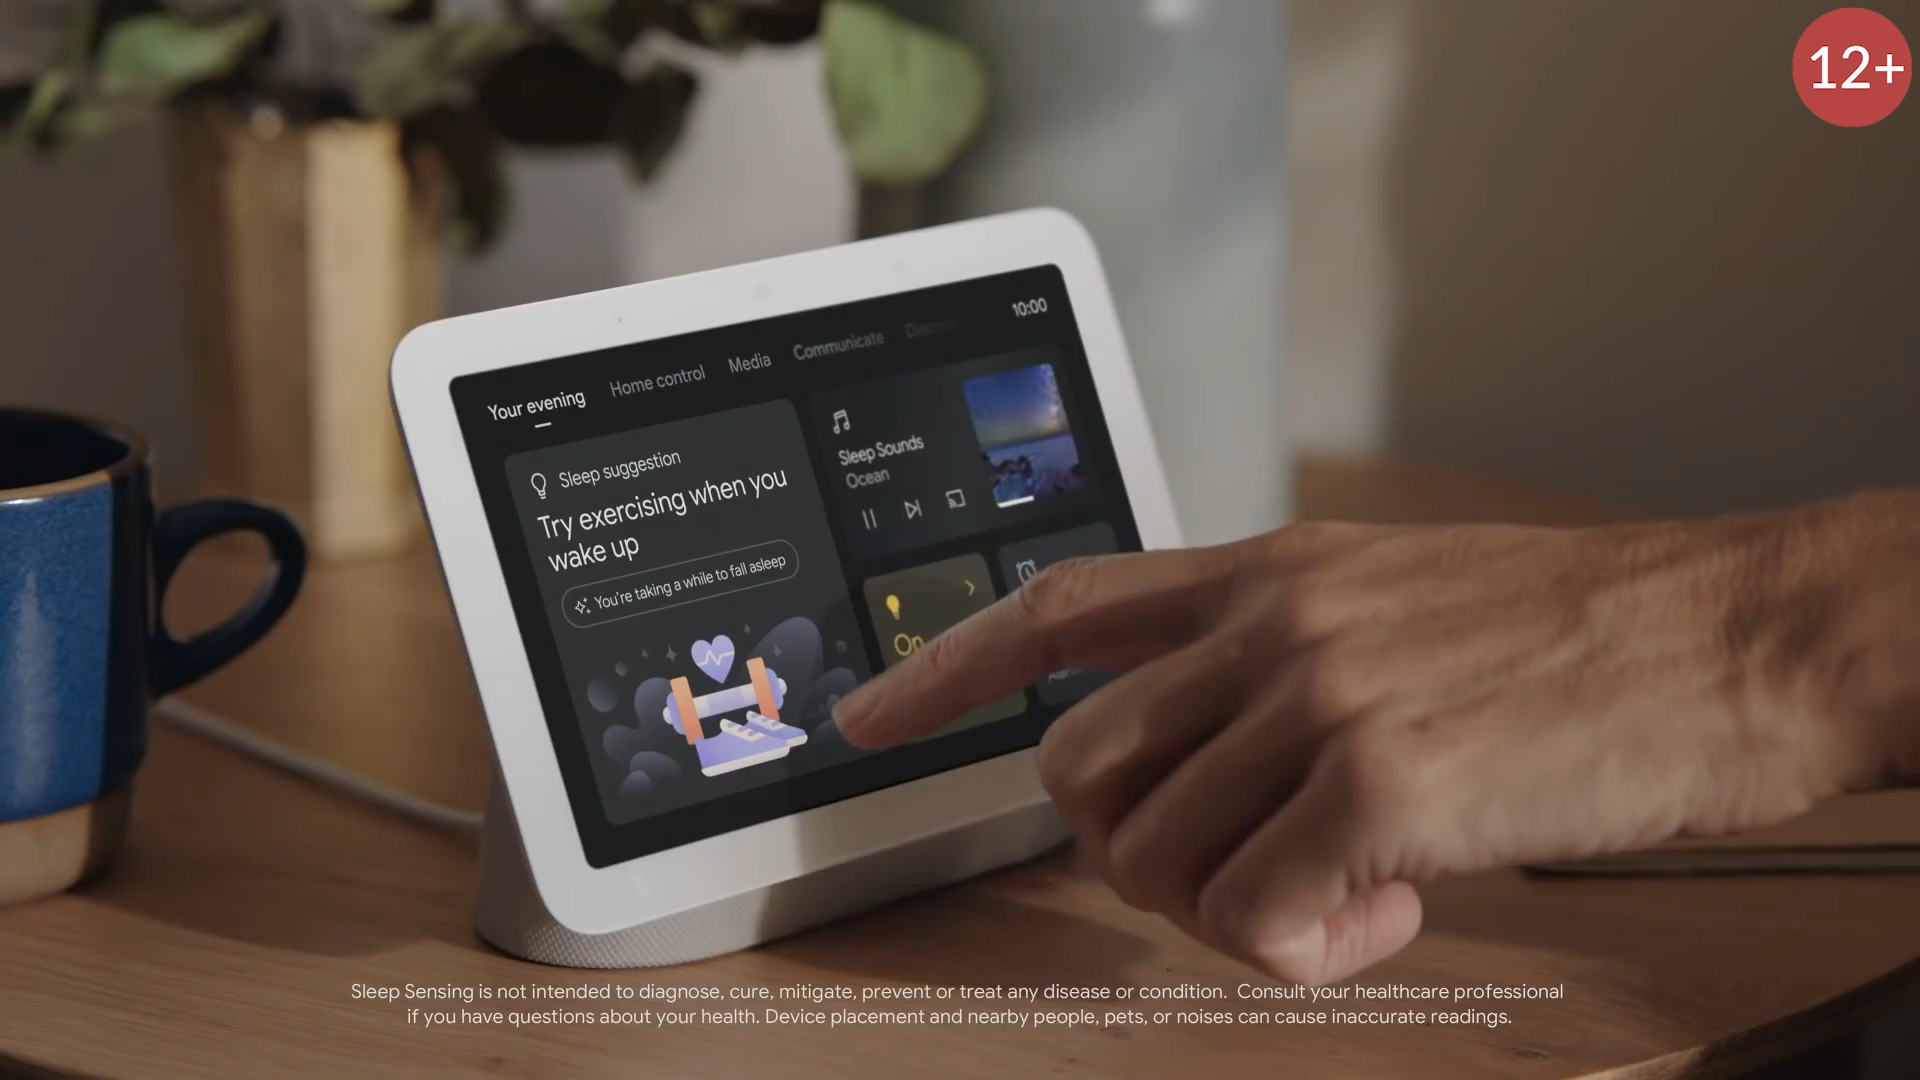 12+
10:00
Your evening
Home control
Media
Communicate
Discover
Sleep suggestion
Try exercising when you
wake up
You're taking a while to fall asleep
Sleep Sounds
Ocean
On
Sleep Sensing is not intended to diagnose, cure, mitigate, prevent or treat any disease or condition. Consult your healthcare professional
if you have questions about your health. Device placement and nearby people, pets, or noises can cause inaccurate readings.